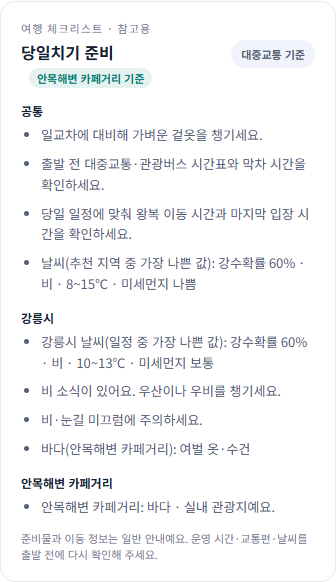 여행 체크리스트 · 참고용
당일치기 준비
대중교통 기준
안목해변 카페거리 기준
공통
일교차에 대비해 가벼운 겉옷을 챙기세요.
출발 전 대중교통·관광버스 시간표와 막차 시간을
확인하세요.
당일 일정에 맞춰 왕복 이동 시간과 마지막 입장 시
간을 확인하세요.
날씨(추천 지역 중 가장 나쁜 값): 강수확률 60% ·
비 · 8~15℃ · 미세먼지 나쁨
강릉시
강릉시 날씨(일정 중 가장 나쁜 값): 강수확률 60%
· 비 · 10~13℃ · 미세먼지 보통
비 소식이 있어요. 우산이나 우비를 챙기세요.
비·눈길 미끄럼에 주의하세요.
바다(안목해변 카페거리): 여벌 옷·수건
안목해변 카페거리
안목해변 카페거리: 바다 · 실내 관광지예요.
준비물과 이동 정보는 일반 안내예요. 운영 시간·교통편·날씨를
출발 전에 다시 확인해 주세요.